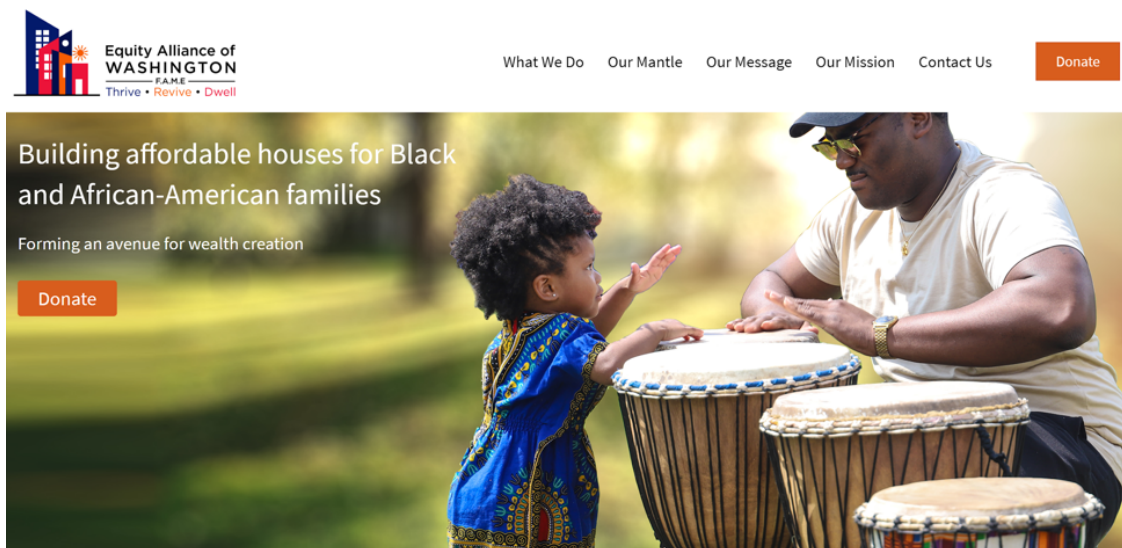 Equity Alliance of
WASHINGTON
F.A.M.E
Thrive • Revive • Dwell
What We Do
Our Mantle
Our Message
Our Mission
Contact Us
Donate
Building affordable houses for Black
and African-American families
Forming an avenue for wealth creation
Donate